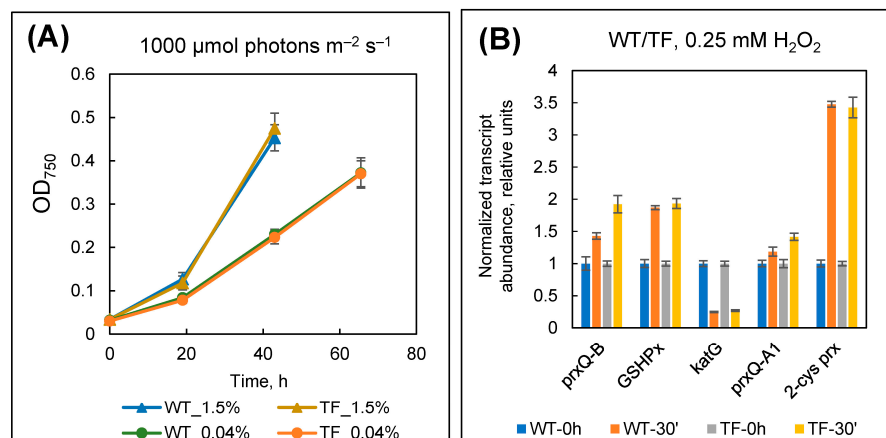 (A)
1000 µmol photons m⁻² s⁻¹
OD₇₅₀
0.6
0.5
0.4
0.3
0.2
0.1
0
0 20 40 60 80
Time, h
WT_1.5% TF_1.5%
WT_0.04% TF_0.04%
(B)
WT/TF, 0.25 mM H₂O₂
Normalized transcript
abundance, relative units
4
3.5
3
2.5
2
1.5
1
0.5
0
prxQ-B GSHPx katG prxQ-A1 2-cys prx
WT-0h WT-30' TF-0h TF-30'